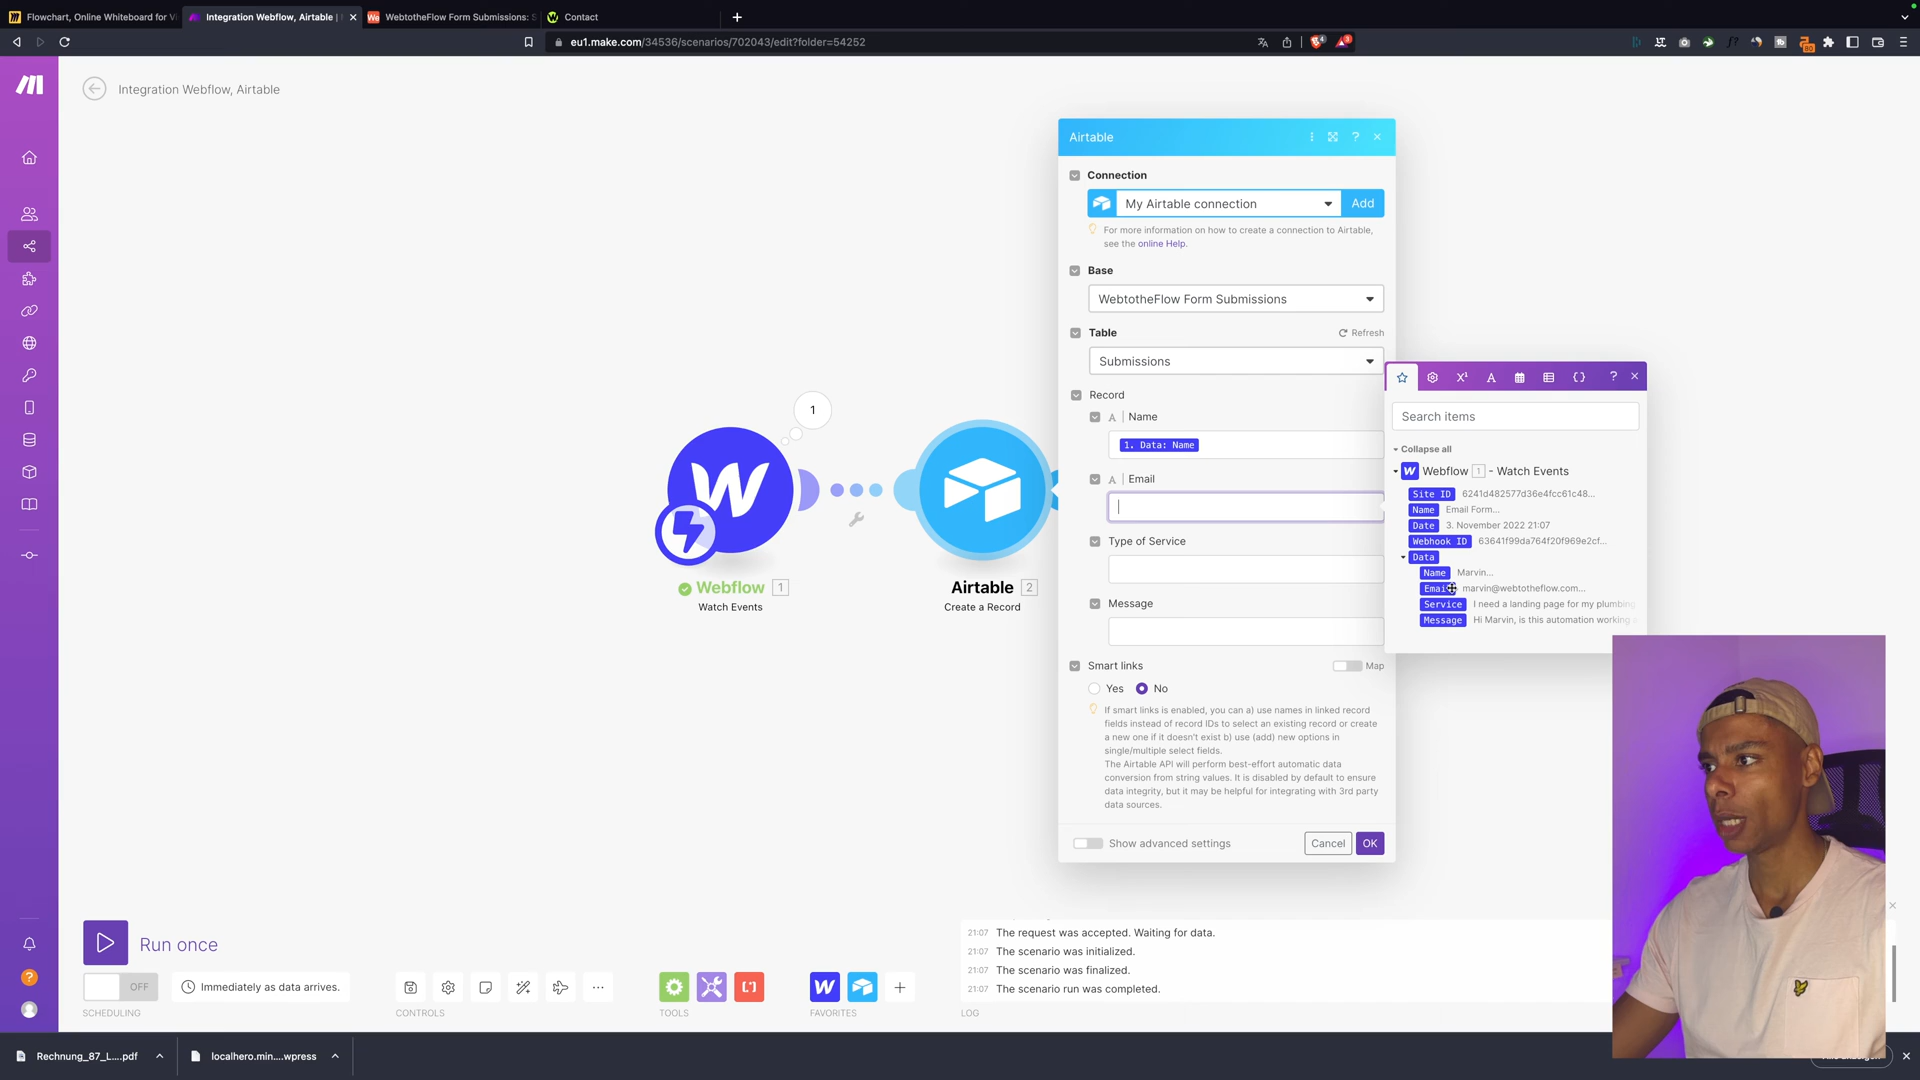 Flowchart, Online Whiteboard for Vi
Integration Webflow, Airtable |
WebtotheFlow Form Submissions: S
Contact
eu1.make.com/34536/scenarios/702043/edit?folder=54252
Integration Webflow, Airtable
Airtable
Connection
My Airtable connection
Add
For more information on how to create a connection to Airtable,
see the online Help.
Base
WebtotheFlow Form Submissions
Table
Refresh
Submissions
Record
A | Name
1. Data: Name
A | Email
Type of Service
Message
Smart links
Map
Yes
No
If smart links is enabled, you can a) use names in linked record
fields instead of record IDs to select an existing record or create
a new one if it doesn't exist b) use (add) new options in
single/multiple select fields.
The Airtable API will perform best-effort automatic data
conversion from string values. It is disabled by default to ensure
data integrity, but it may be helpful for integrating with 3rd party
data sources.
Show advanced settings
Cancel
OK
Search items
Collapse all
Webflow 1 - Watch Events
Site ID 6241d482577d36e4fcc61c48...
Name Email Form...
Date 3. November 2022 21:07
Webhook ID 63641f99da764f20f969e2cf...
Data
Name Marvin...
Email marvin@webtotheflow.com...
Service I need a landing page for my plumbing
Message Hi Marvin, is this automation working
1
Webflow 1
Watch Events
Airtable 2
Create a Record
Run once
OFF
Immediately as data arrives.
SCHEDULING
CONTROLS
TOOLS
FAVORITES
LOG
21:07 The request was accepted. Waiting for data.
21:07 The scenario was initialized.
21:07 The scenario was finalized.
21:07 The scenario run was completed.
Rechnung_87_L....pdf
localhero.min....wpress